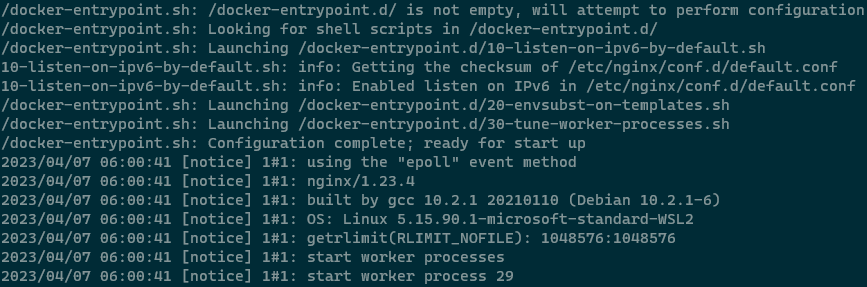 /docker-entrypoint.sh: /docker-entrypoint.d/ is not empty, will attempt to perform configuration
/docker-entrypoint.sh: Looking for shell scripts in /docker-entrypoint.d/
/docker-entrypoint.sh: Launching /docker-entrypoint.d/10-listen-on-ipv6-by-default.sh
10-listen-on-ipv6-by-default.sh: info: Getting the checksum of /etc/nginx/conf.d/default.conf
10-listen-on-ipv6-by-default.sh: info: Enabled listen on IPv6 in /etc/nginx/conf.d/default.conf
/docker-entrypoint.sh: Launching /docker-entrypoint.d/20-envsubst-on-templates.sh
/docker-entrypoint.sh: Launching /docker-entrypoint.d/30-tune-worker-processes.sh
/docker-entrypoint.sh: Configuration complete; ready for start up
2023/04/07 06:00:41 [notice] 1#1: using the "epoll" event method
2023/04/07 06:00:41 [notice] 1#1: nginx/1.23.4
2023/04/07 06:00:41 [notice] 1#1: built by gcc 10.2.1 20210110 (Debian 10.2.1-6)
2023/04/07 06:00:41 [notice] 1#1: OS: Linux 5.15.90.1-microsoft-standard-WSL2
2023/04/07 06:00:41 [notice] 1#1: getrlimit(RLIMIT_NOFILE): 1048576:1048576
2023/04/07 06:00:41 [notice] 1#1: start worker processes
2023/04/07 06:00:41 [notice] 1#1: start worker process 29